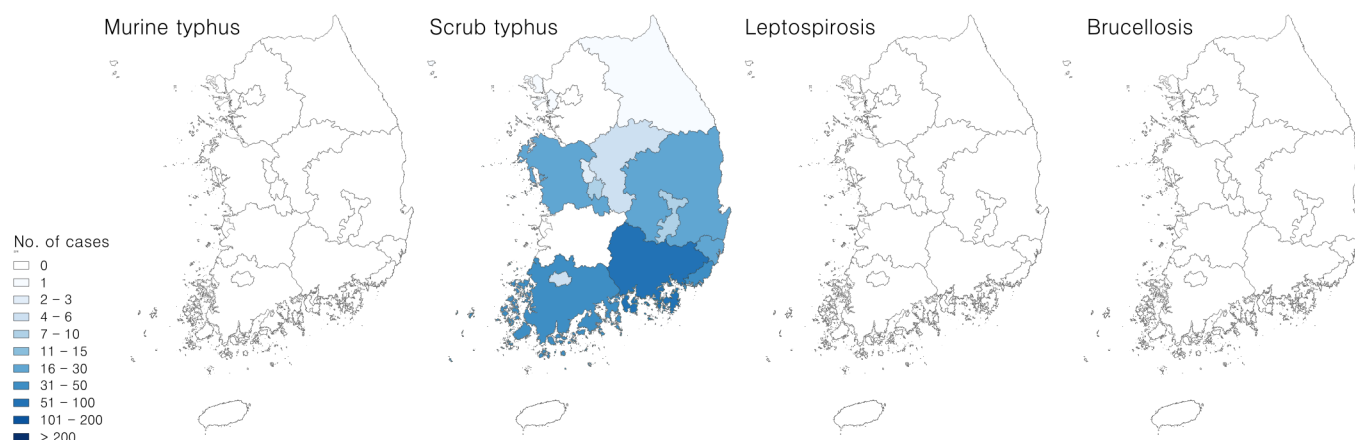 Murine typhus
Scrub typhus
Leptospirosis
Brucellosis
No. of cases
0
1
2 – 3
4 – 6
7 – 10
11 – 15
16 – 30
31 – 50
51 – 100
101 – 200
> 200